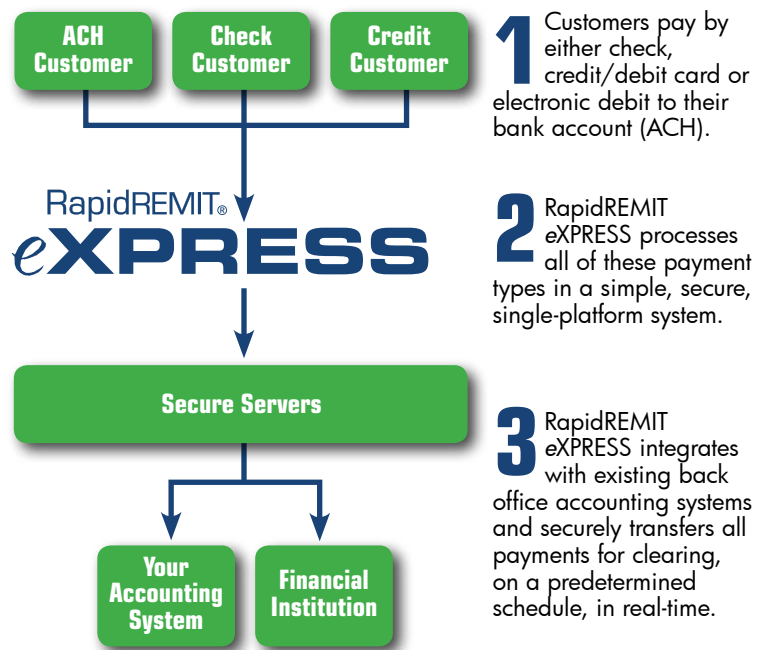 ACH
Customer
Check
Customer
Credit
Customer
RapidREMIT®
eXPRESS
Secure Servers
Your
Accounting
System
Financial
Institution
1 Customers pay by
either check,
credit/debit card or
electronic debit to their
bank account (ACH).
2 RapidREMIT
eXPRESS processes
all of these payment
types in a simple, secure,
single-platform system.
3 RapidREMIT
eXPRESS integrates
with existing back
office accounting systems
and securely transfers all
payments for clearing,
on a predetermined
schedule, in real-time.